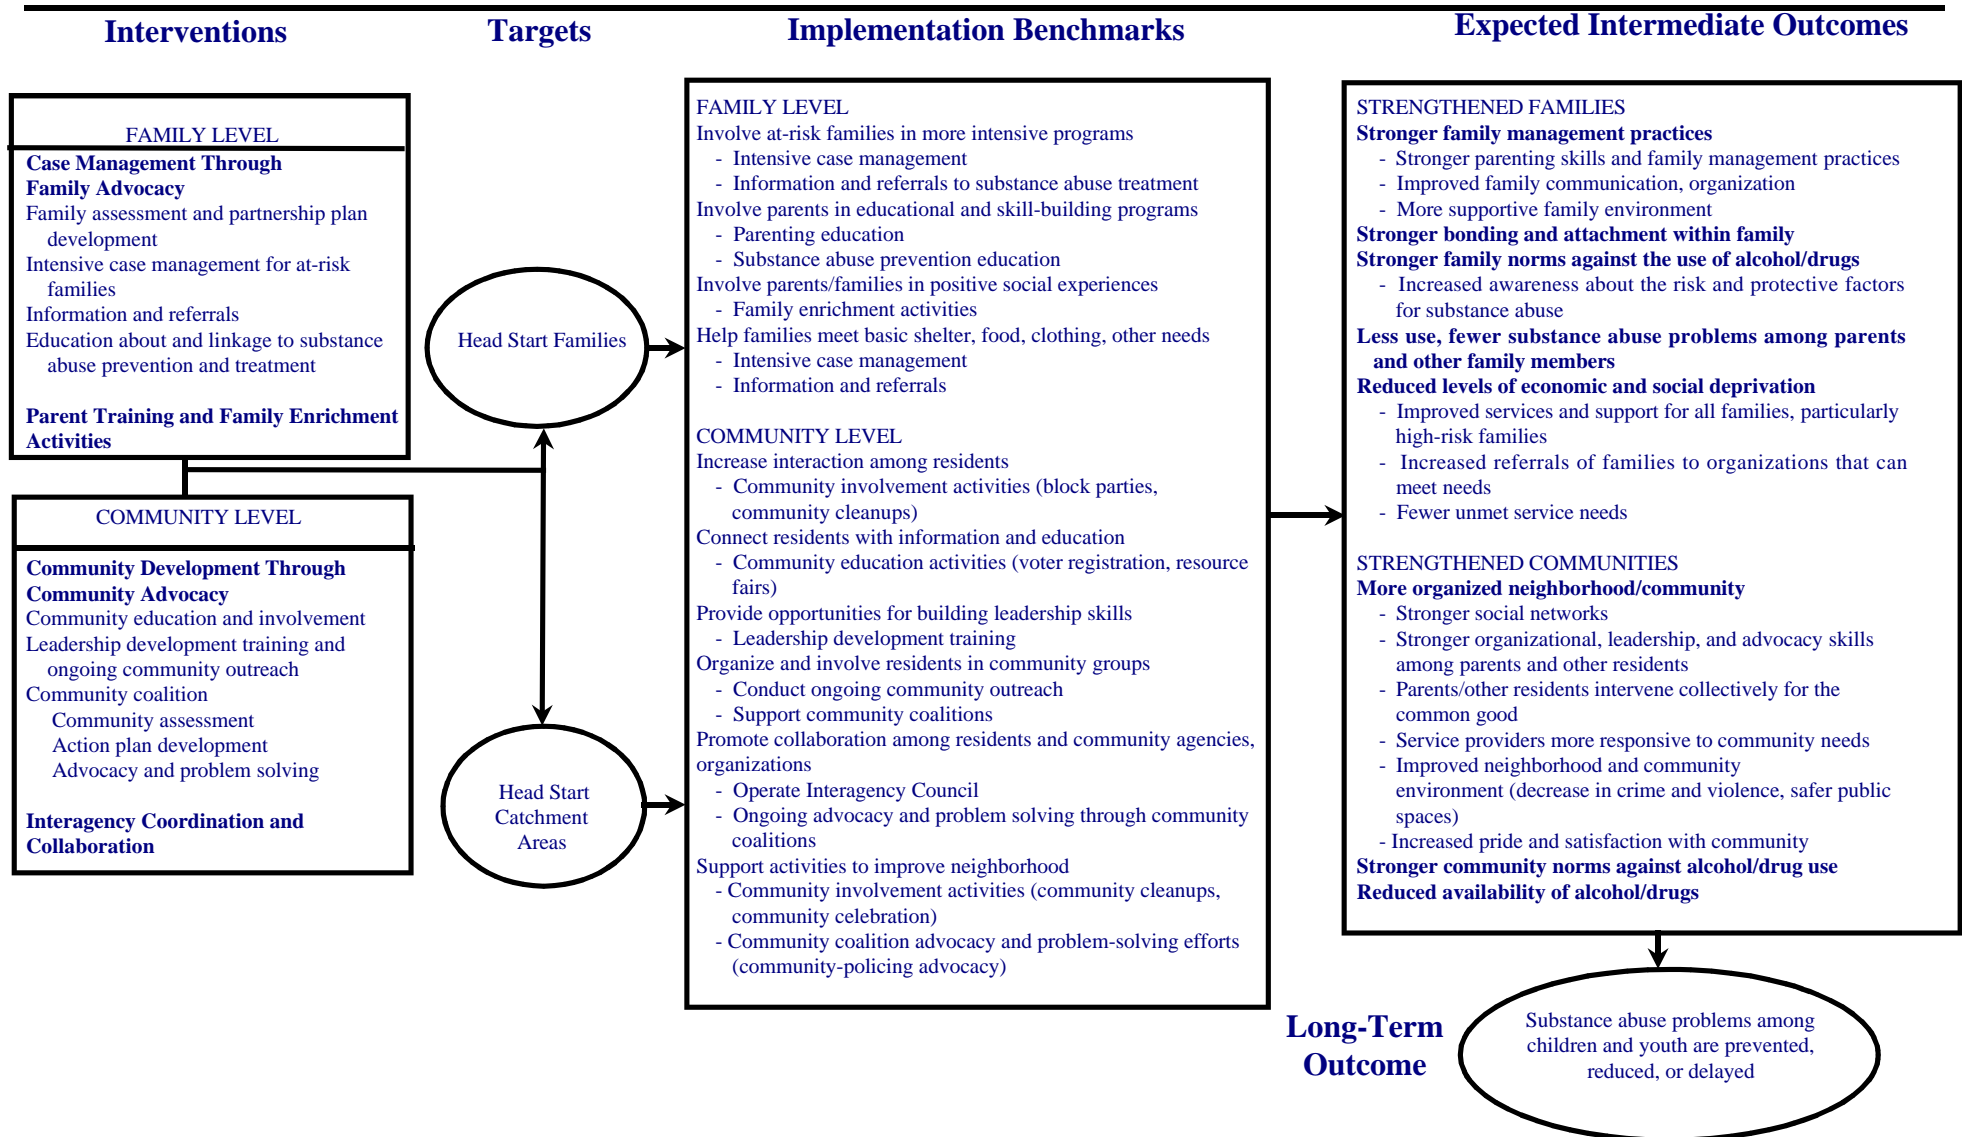 Interventions
Targets
Implementation Benchmarks
Expected Intermediate Outcomes
FAMILY LEVEL
Case Management Through
Family Advocacy
Family assessment and partnership plan
development
Intensive case management for at-risk
families
Information and referrals
Education about and linkage to substance
abuse prevention and treatment
Parent Training and Family Enrichment
Activities
COMMUNITY LEVEL
Community Development Through
Community Advocacy
Community education and involvement
Leadership development training and
ongoing community outreach
Community coalition
Community assessment
Action plan development
Advocacy and problem solving
Interagency Coordination and
Collaboration
Head Start Families
Head Start
Catchment
Areas
FAMILY LEVEL
Involve at-risk families in more intensive programs
- Intensive case management
- Information and referrals to substance abuse treatment
Involve parents in educational and skill-building programs
- Parenting education
- Substance abuse prevention education
Involve parents/families in positive social experiences
- Family enrichment activities
Help families meet basic shelter, food, clothing, other needs
- Intensive case management
- Information and referrals
COMMUNITY LEVEL
Increase interaction among residents
- Community involvement activities (block parties,
community cleanups)
Connect residents with information and education
- Community education activities (voter registration, resource
fairs)
Provide opportunities for building leadership skills
- Leadership development training
Organize and involve residents in community groups
- Conduct ongoing community outreach
- Support community coalitions
Promote collaboration among residents and community agencies,
organizations
- Operate Interagency Council
- Ongoing advocacy and problem solving through community
coalitions
Support activities to improve neighborhood
- Community involvement activities (community cleanups,
community celebration)
- Community coalition advocacy and problem-solving efforts
(community-policing advocacy)
STRENGTHENED FAMILIES
Stronger family management practices
- Stronger parenting skills and family management practices
- Improved family communication, organization
- More supportive family environment
Stronger bonding and attachment within family
Stronger family norms against the use of alcohol/drugs
- Increased awareness about the risk and protective factors
for substance abuse
Less use, fewer substance abuse problems among parents
and other family members
Reduced levels of economic and social deprivation
- Improved services and support for all families, particularly
high-risk families
- Increased referrals of families to organizations that can
meet needs
- Fewer unmet service needs
STRENGTHENED COMMUNITIES
More organized neighborhood/community
- Stronger social networks
- Stronger organizational, leadership, and advocacy skills
among parents and other residents
- Parents/other residents intervene collectively for the
common good
- Service providers more responsive to community needs
- Improved neighborhood and community
environment (decrease in crime and violence, safer public
spaces)
- Increased pride and satisfaction with community
Stronger community norms against alcohol/drug use
Reduced availability of alcohol/drugs
Long-Term
Outcome
Substance abuse problems among
children and youth are prevented,
reduced, or delayed